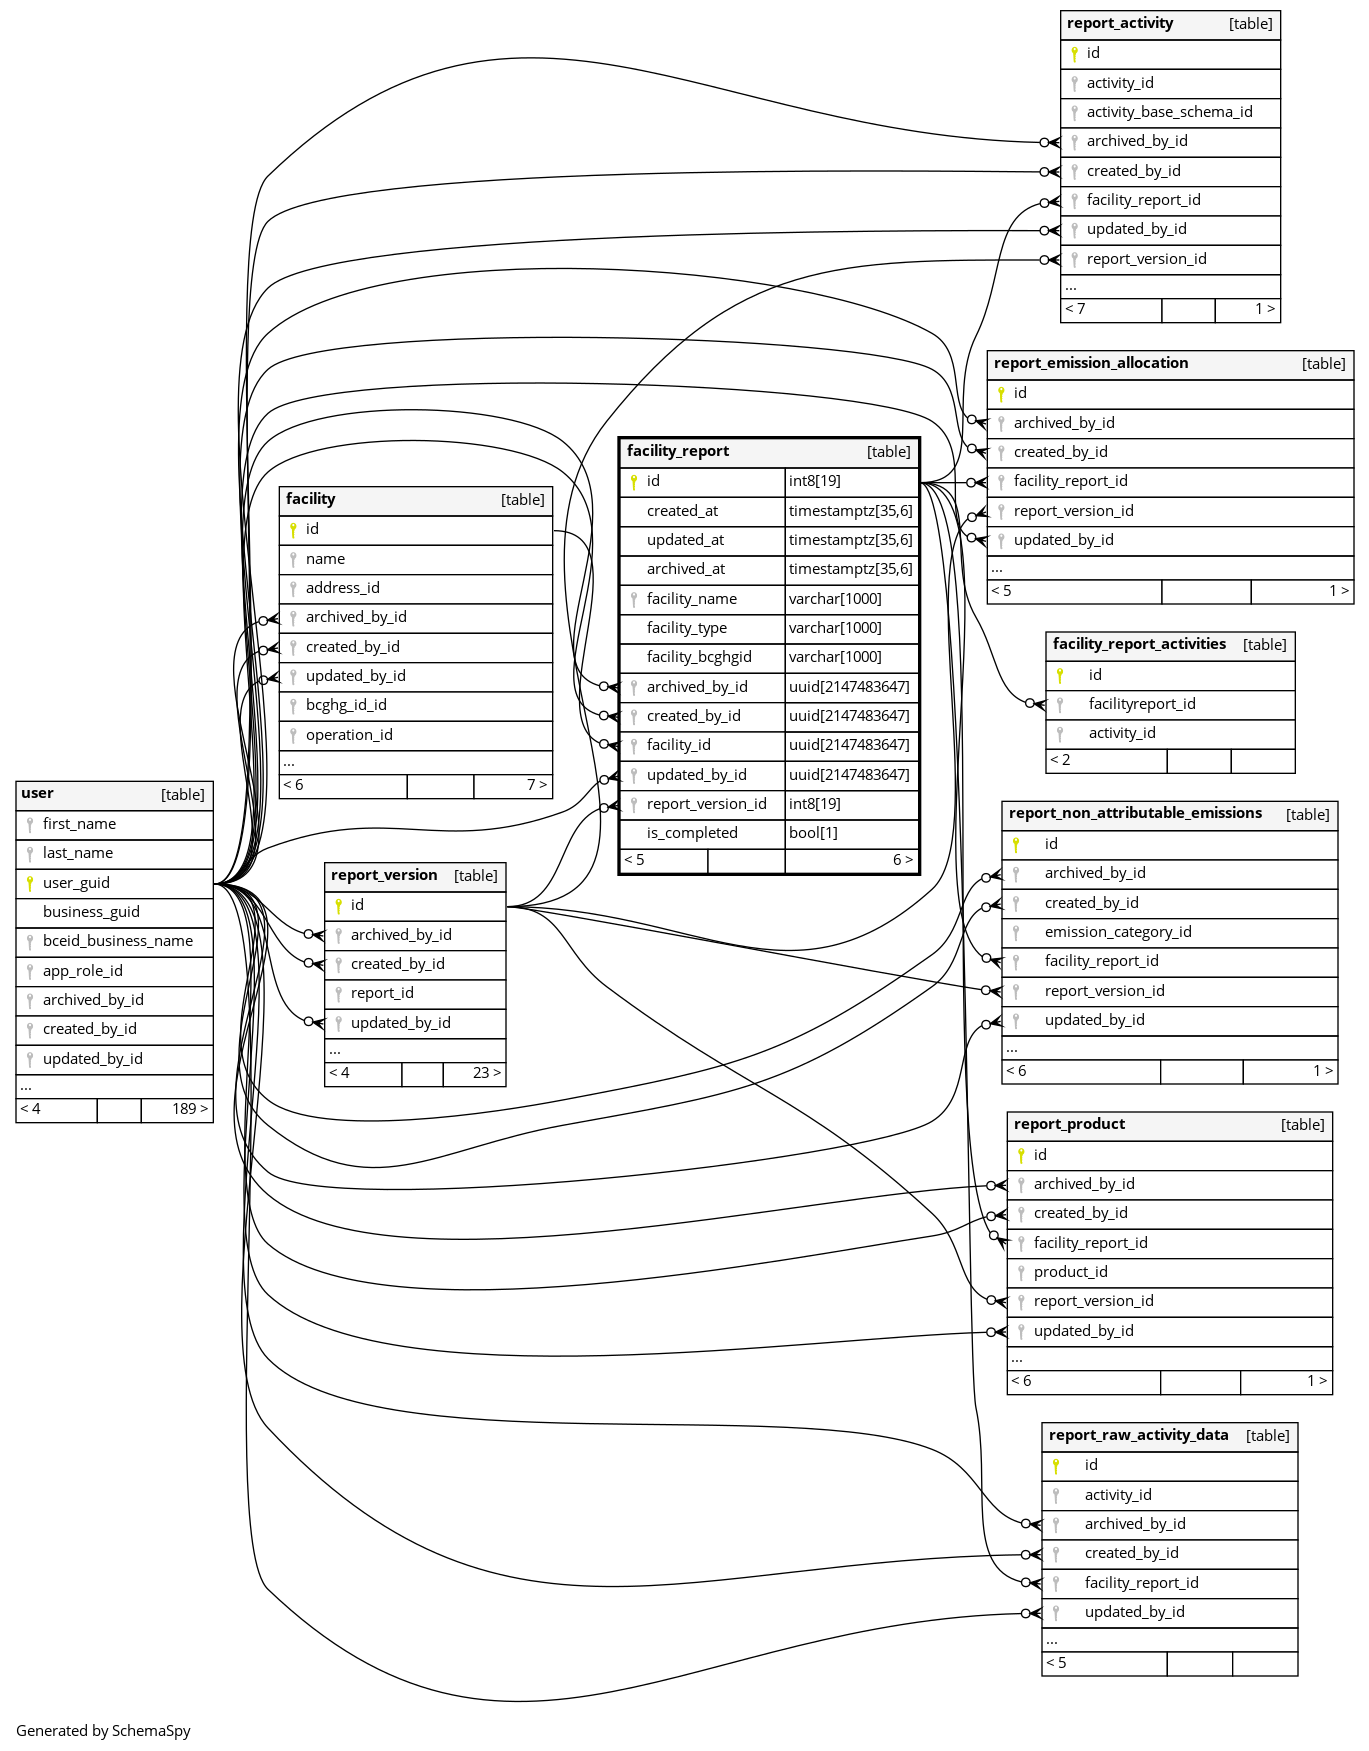 report_activity [table]
id
activity_id
activity_base_schema_id
archived_by_id
created_by_id
facility_report_id
updated_by_id
report_version_id
...
< 7 1 >
report_emission_allocation [table]
id
archived_by_id
created_by_id
facility_report_id
report_version_id
updated_by_id
...
< 5 1 >
facility_report [table]
id int8[19]
created_at timestamptz[35,6]
updated_at timestamptz[35,6]
archived_at timestamptz[35,6]
facility_name varchar[1000]
facility_type varchar[1000]
facility_bcghgid varchar[1000]
archived_by_id uuid[2147483647]
created_by_id uuid[2147483647]
facility_id uuid[2147483647]
updated_by_id uuid[2147483647]
report_version_id int8[19]
is_completed bool[1]
< 5 6 >
facility [table]
id
name
address_id
archived_by_id
created_by_id
updated_by_id
bcghg_id_id
operation_id
...
< 6 7 >
facility_report_activities [table]
id
facilityreport_id
activity_id
< 2
user [table]
first_name
last_name
user_guid
business_guid
bceid_business_name
app_role_id
archived_by_id
created_by_id
updated_by_id
...
< 4 189 >
report_version [table]
id
archived_by_id
created_by_id
report_id
updated_by_id
...
< 4 23 >
report_non_attributable_emissions [table]
id
archived_by_id
created_by_id
emission_category_id
facility_report_id
report_version_id
updated_by_id
...
< 6 1 >
report_product [table]
id
archived_by_id
created_by_id
facility_report_id
product_id
report_version_id
updated_by_id
...
< 6 1 >
report_raw_activity_data [table]
id
activity_id
archived_by_id
created_by_id
facility_report_id
updated_by_id
...
< 5
Generated by SchemaSpy